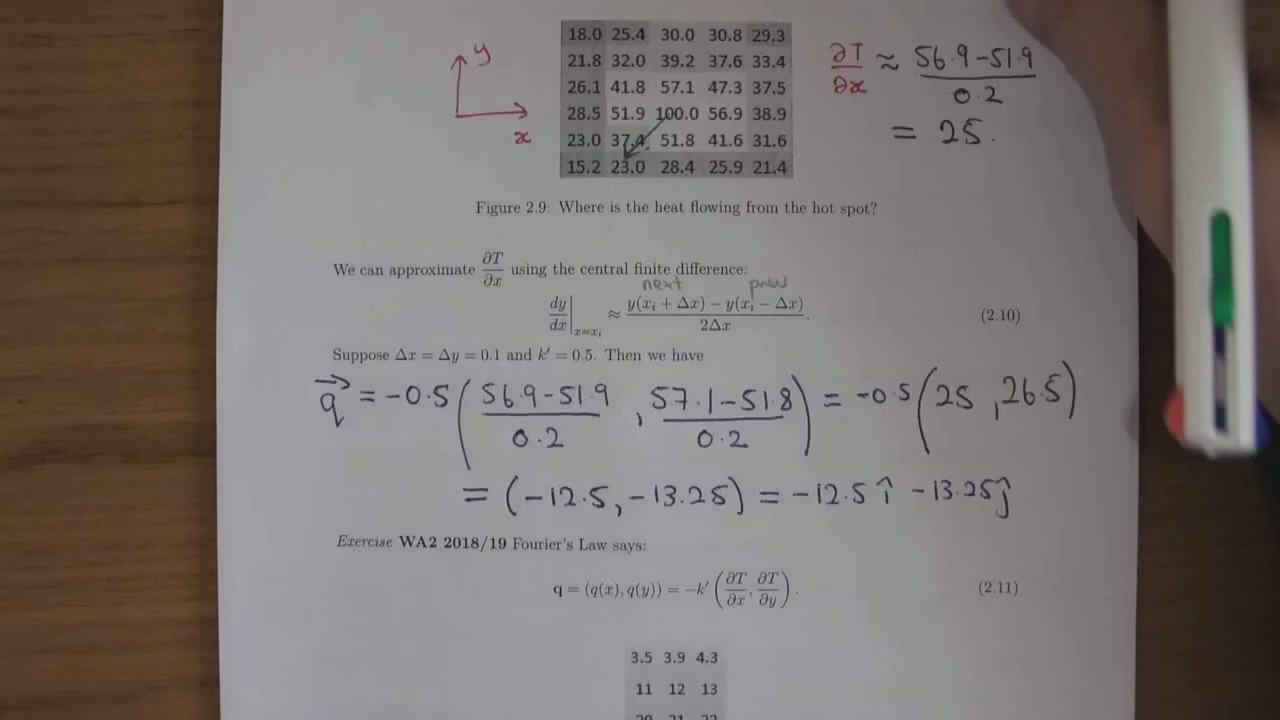 18.0 25.4 30.0 30.8 29.3
21.8 32.0 39.2 37.6 33.4
26.1 41.8 57.1 47.3 37.5
28.5 51.9 100.0 56.9 38.9
23.0 37.4 51.8 41.6 31.6
15.2 23.0 28.4 25.9 21.4
y
x
∂T/∂x ≈ (56.9-51.9)/0.2
= 25.
Figure 2.9: Where is the heat flowing from the hot spot?
We can approximate ∂T/∂x using the central finite difference:
next prev
dy/dx|x=xᵢ ≈ (y(xᵢ + Δx) − y(xᵢ − Δx))/2Δx. (2.10)
Suppose Δx = Δy = 0.1 and k′ = 0.5. Then we have
q⃗ = -0.5 ((56.9-51.9)/0.2, (57.1-51.8)/0.2) = -0.5 (25, 26.5)
= (-12.5, -13.25) = -12.5 î -13.25 ĵ
Exercise WA2 2018/19 Fourier's Law says:
q = (q(x), q(y)) = −k′ (∂T/∂x, ∂T/∂y). (2.11)
3.5 3.9 4.3
11 12 13